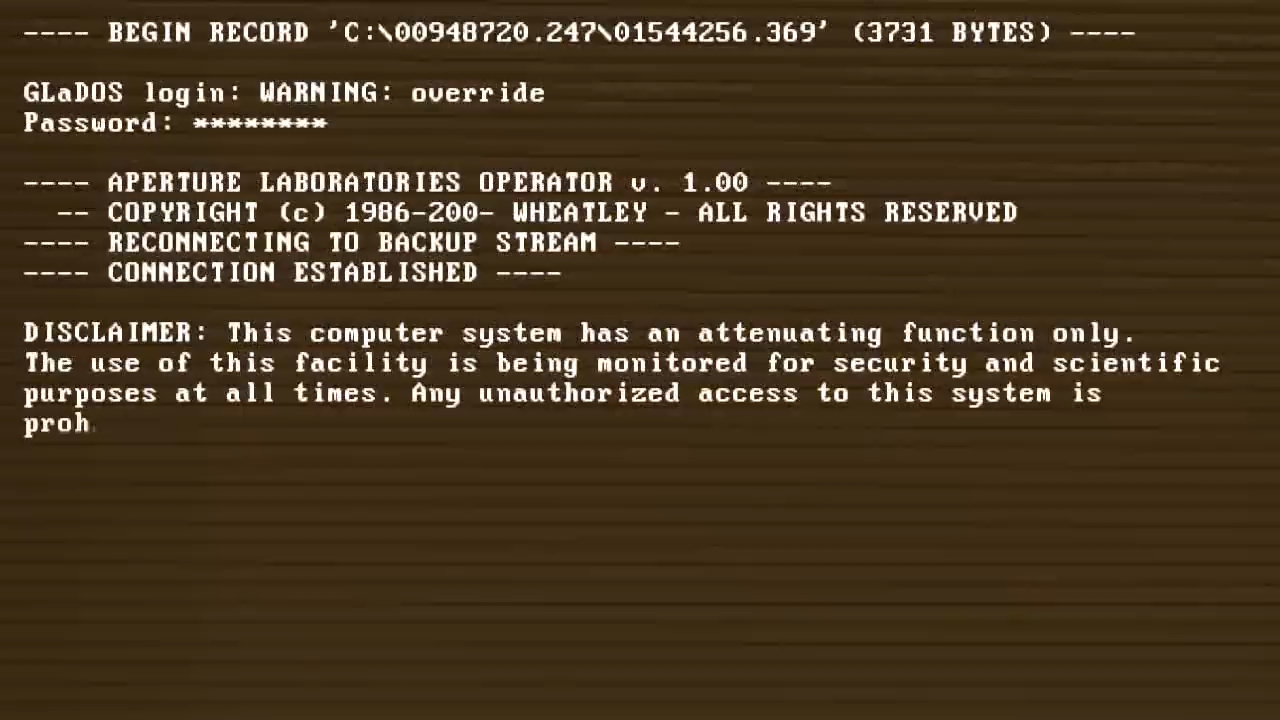 ---- BEGIN RECORD 'C:\00948720.247\01544256.369' (3731 BYTES) ----
GLaDOS login: WARNING: override
Password: ********
---- APERTURE LABORATORIES OPERATOR v. 1.00 ----
-- COPYRIGHT (c) 1986-200- WHEATLEY - ALL RIGHTS RESERVED
---- RECONNECTING TO BACKUP STREAM ----
---- CONNECTION ESTABLISHED ----
DISCLAIMER: This computer system has an attenuating function only.
The use of this facility is being monitored for security and scientific
purposes at all times. Any unauthorized access to this system is
proh